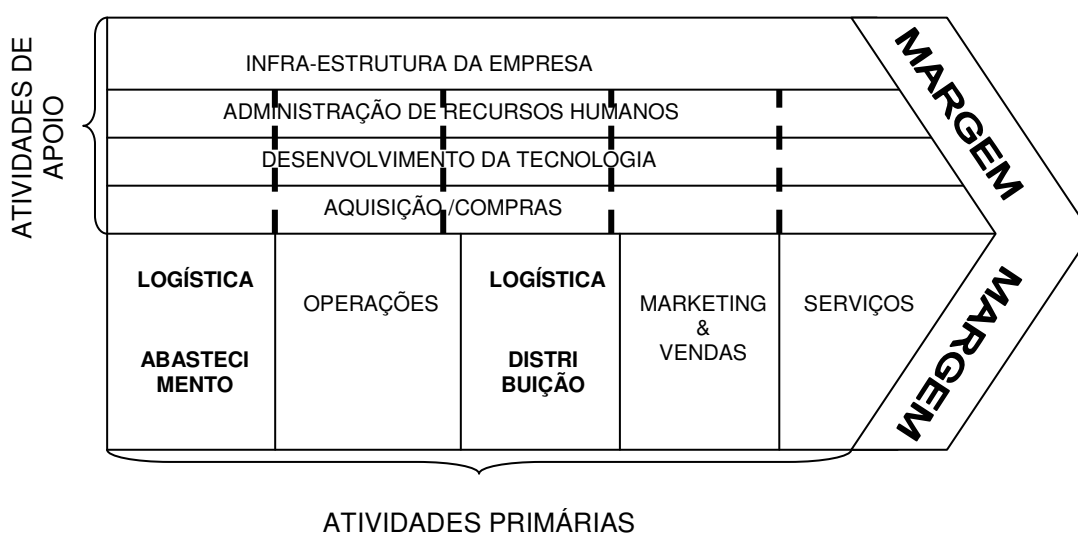 ATIVIDADES DE
APOIO
INFRA-ESTRUTURA DA EMPRESA
ADMINISTRAÇÃO DE RECURSOS HUMANOS
DESENVOLVIMENTO DA TECNOLOGIA
AQUISIÇÃO /COMPRAS
MARGEM
LOGÍSTICA
ABASTECI
MENTO
OPERAÇÕES
LOGÍSTICA
DISTRI
BUIÇÃO
MARKETING
&
VENDAS
SERVIÇOS
MARGEM
ATIVIDADES PRIMÁRIAS